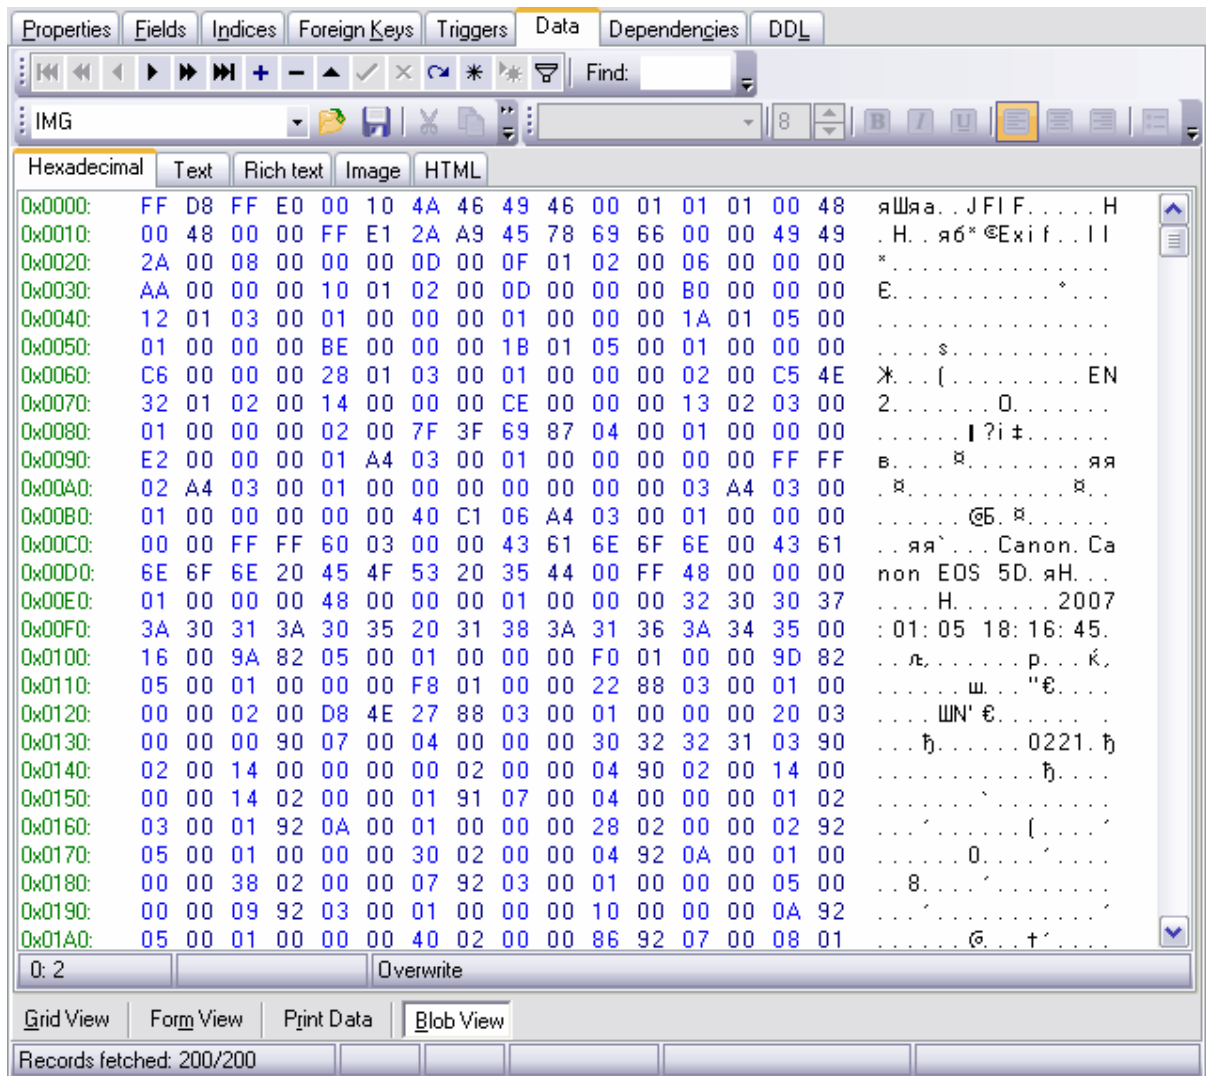 Properties Fields Indices Foreign Keys Triggers Data Dependencies DDL
Find:
IMG 8 B I U
Hexadecimal Text Rich text Image HTML
0x0000: FF D8 FF E0 00 10 4A 46 49 46 00 01 01 01 00 48 яШяа..JFIF.....H
0x0010: 00 48 00 00 FF E1 2A A9 45 78 69 66 00 00 49 49 .H..яб*©Exif..II
0x0020: 2A 00 08 00 00 00 0D 00 0F 01 02 00 06 00 00 00 *...............
0x0030: AA 00 00 00 10 01 02 00 0D 00 00 00 B0 00 00 00 Є...........°...
0x0040: 12 01 03 00 01 00 00 00 01 00 00 00 1A 01 05 00 ................
0x0050: 01 00 00 00 BE 00 00 00 1B 01 05 00 01 00 00 00 ....ѕ...........
0x0060: C6 00 00 00 28 01 03 00 01 00 00 00 02 00 C5 4E Ж...(.........EN
0x0070: 32 01 02 00 14 00 00 00 CE 00 00 00 13 02 03 00 2.......О.......
0x0080: 01 00 00 00 02 00 7F 3F 69 87 04 00 01 00 00 00 ......?i‡......
0x0090: E2 00 00 00 01 A4 03 00 01 00 00 00 00 00 FF FF в....¤........яя
0x00A0: 02 A4 03 00 01 00 00 00 00 00 00 00 03 A4 03 00 .¤...........¤..
0x00B0: 01 00 00 00 00 00 40 C1 06 A4 03 00 01 00 00 00 ......@Б.¤......
0x00C0: 00 00 FF FF 60 03 00 00 43 61 6E 6F 6E 00 43 61 ..яя`...Canon.Ca
0x00D0: 6E 6F 6E 20 45 4F 53 20 35 44 00 FF 48 00 00 00 non EOS 5D.яH...
0x00E0: 01 00 00 00 48 00 00 00 01 00 00 00 32 30 30 37 ....H.......2007
0x00F0: 3A 30 31 3A 30 35 20 31 38 3A 31 36 3A 34 35 00 :01:05 18:16:45.
0x0100: 16 00 9A 82 05 00 01 00 00 00 F0 01 00 00 9D 82 ..љ‚......р...ќ‚
0x0110: 05 00 01 00 00 00 F8 01 00 00 22 88 03 00 01 00 ......ш..."€....
0x0120: 00 00 02 00 D8 4E 27 88 03 00 01 00 00 00 20 03 ....ШN'€...... .
0x0130: 00 00 00 90 07 00 04 00 00 00 30 32 32 31 03 90 ...ђ......0221.ђ
0x0140: 02 00 14 00 00 00 00 02 00 00 04 90 02 00 14 00 ...........ђ....
0x0150: 00 00 14 02 00 00 01 91 07 00 04 00 00 00 01 02 .......‘........
0x0160: 03 00 01 92 0A 00 01 00 00 00 28 02 00 00 02 92 ...’......(....’
0x0170: 05 00 01 00 00 00 30 02 00 00 04 92 0A 00 01 00 ......0....’....
0x0180: 00 00 38 02 00 00 07 92 03 00 01 00 00 00 05 00 ..8....’........
0x0190: 00 00 09 92 03 00 01 00 00 00 10 00 00 00 0A 92 ...’...........’
0x01A0: 05 00 01 00 00 00 40 02 00 00 86 92 07 00 08 01 ......@...†’....
0: 2 Overwrite
Grid View Form View Print Data Blob View
Records fetched: 200/200